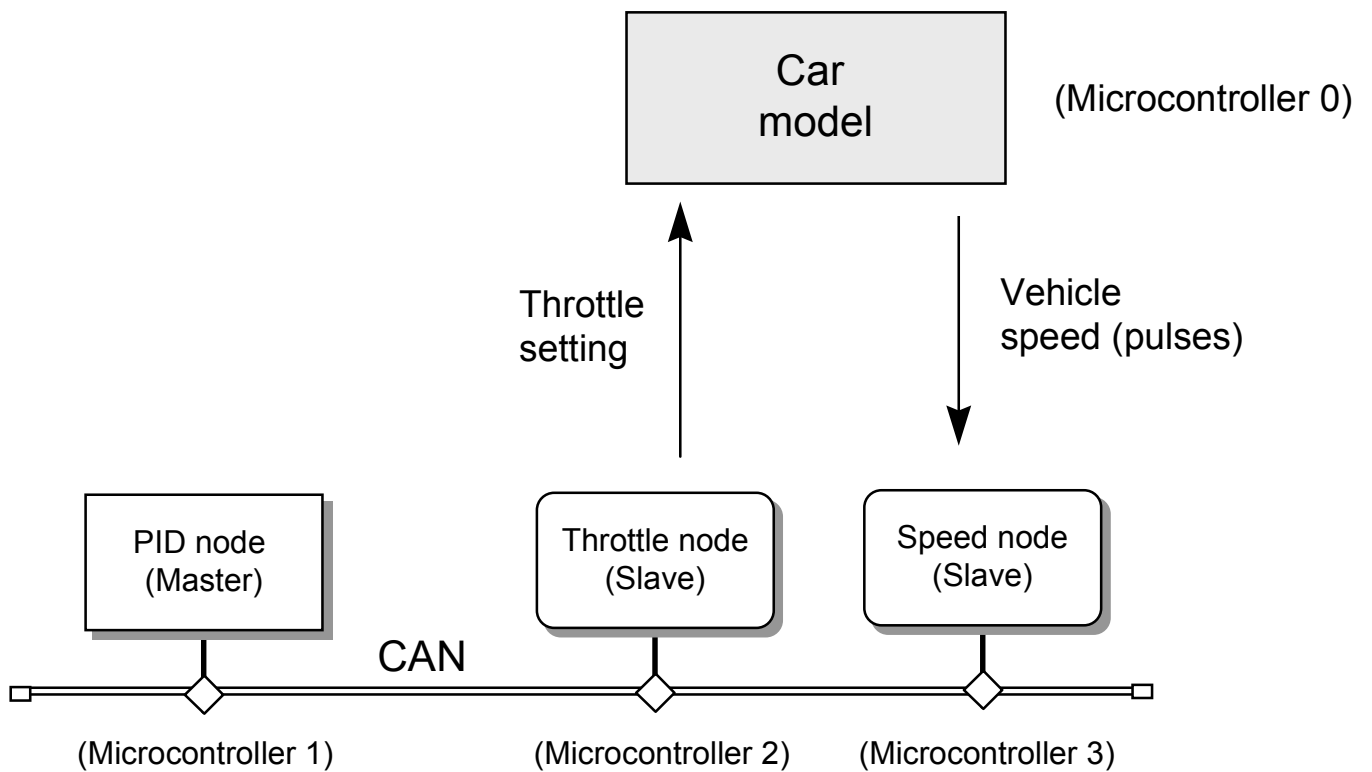 Car
model
(Microcontroller 0)
Throttle
setting
Vehicle
speed (pulses)
PID node
(Master)
Throttle node
(Slave)
Speed node
(Slave)
CAN
(Microcontroller 1)
(Microcontroller 2)
(Microcontroller 3)